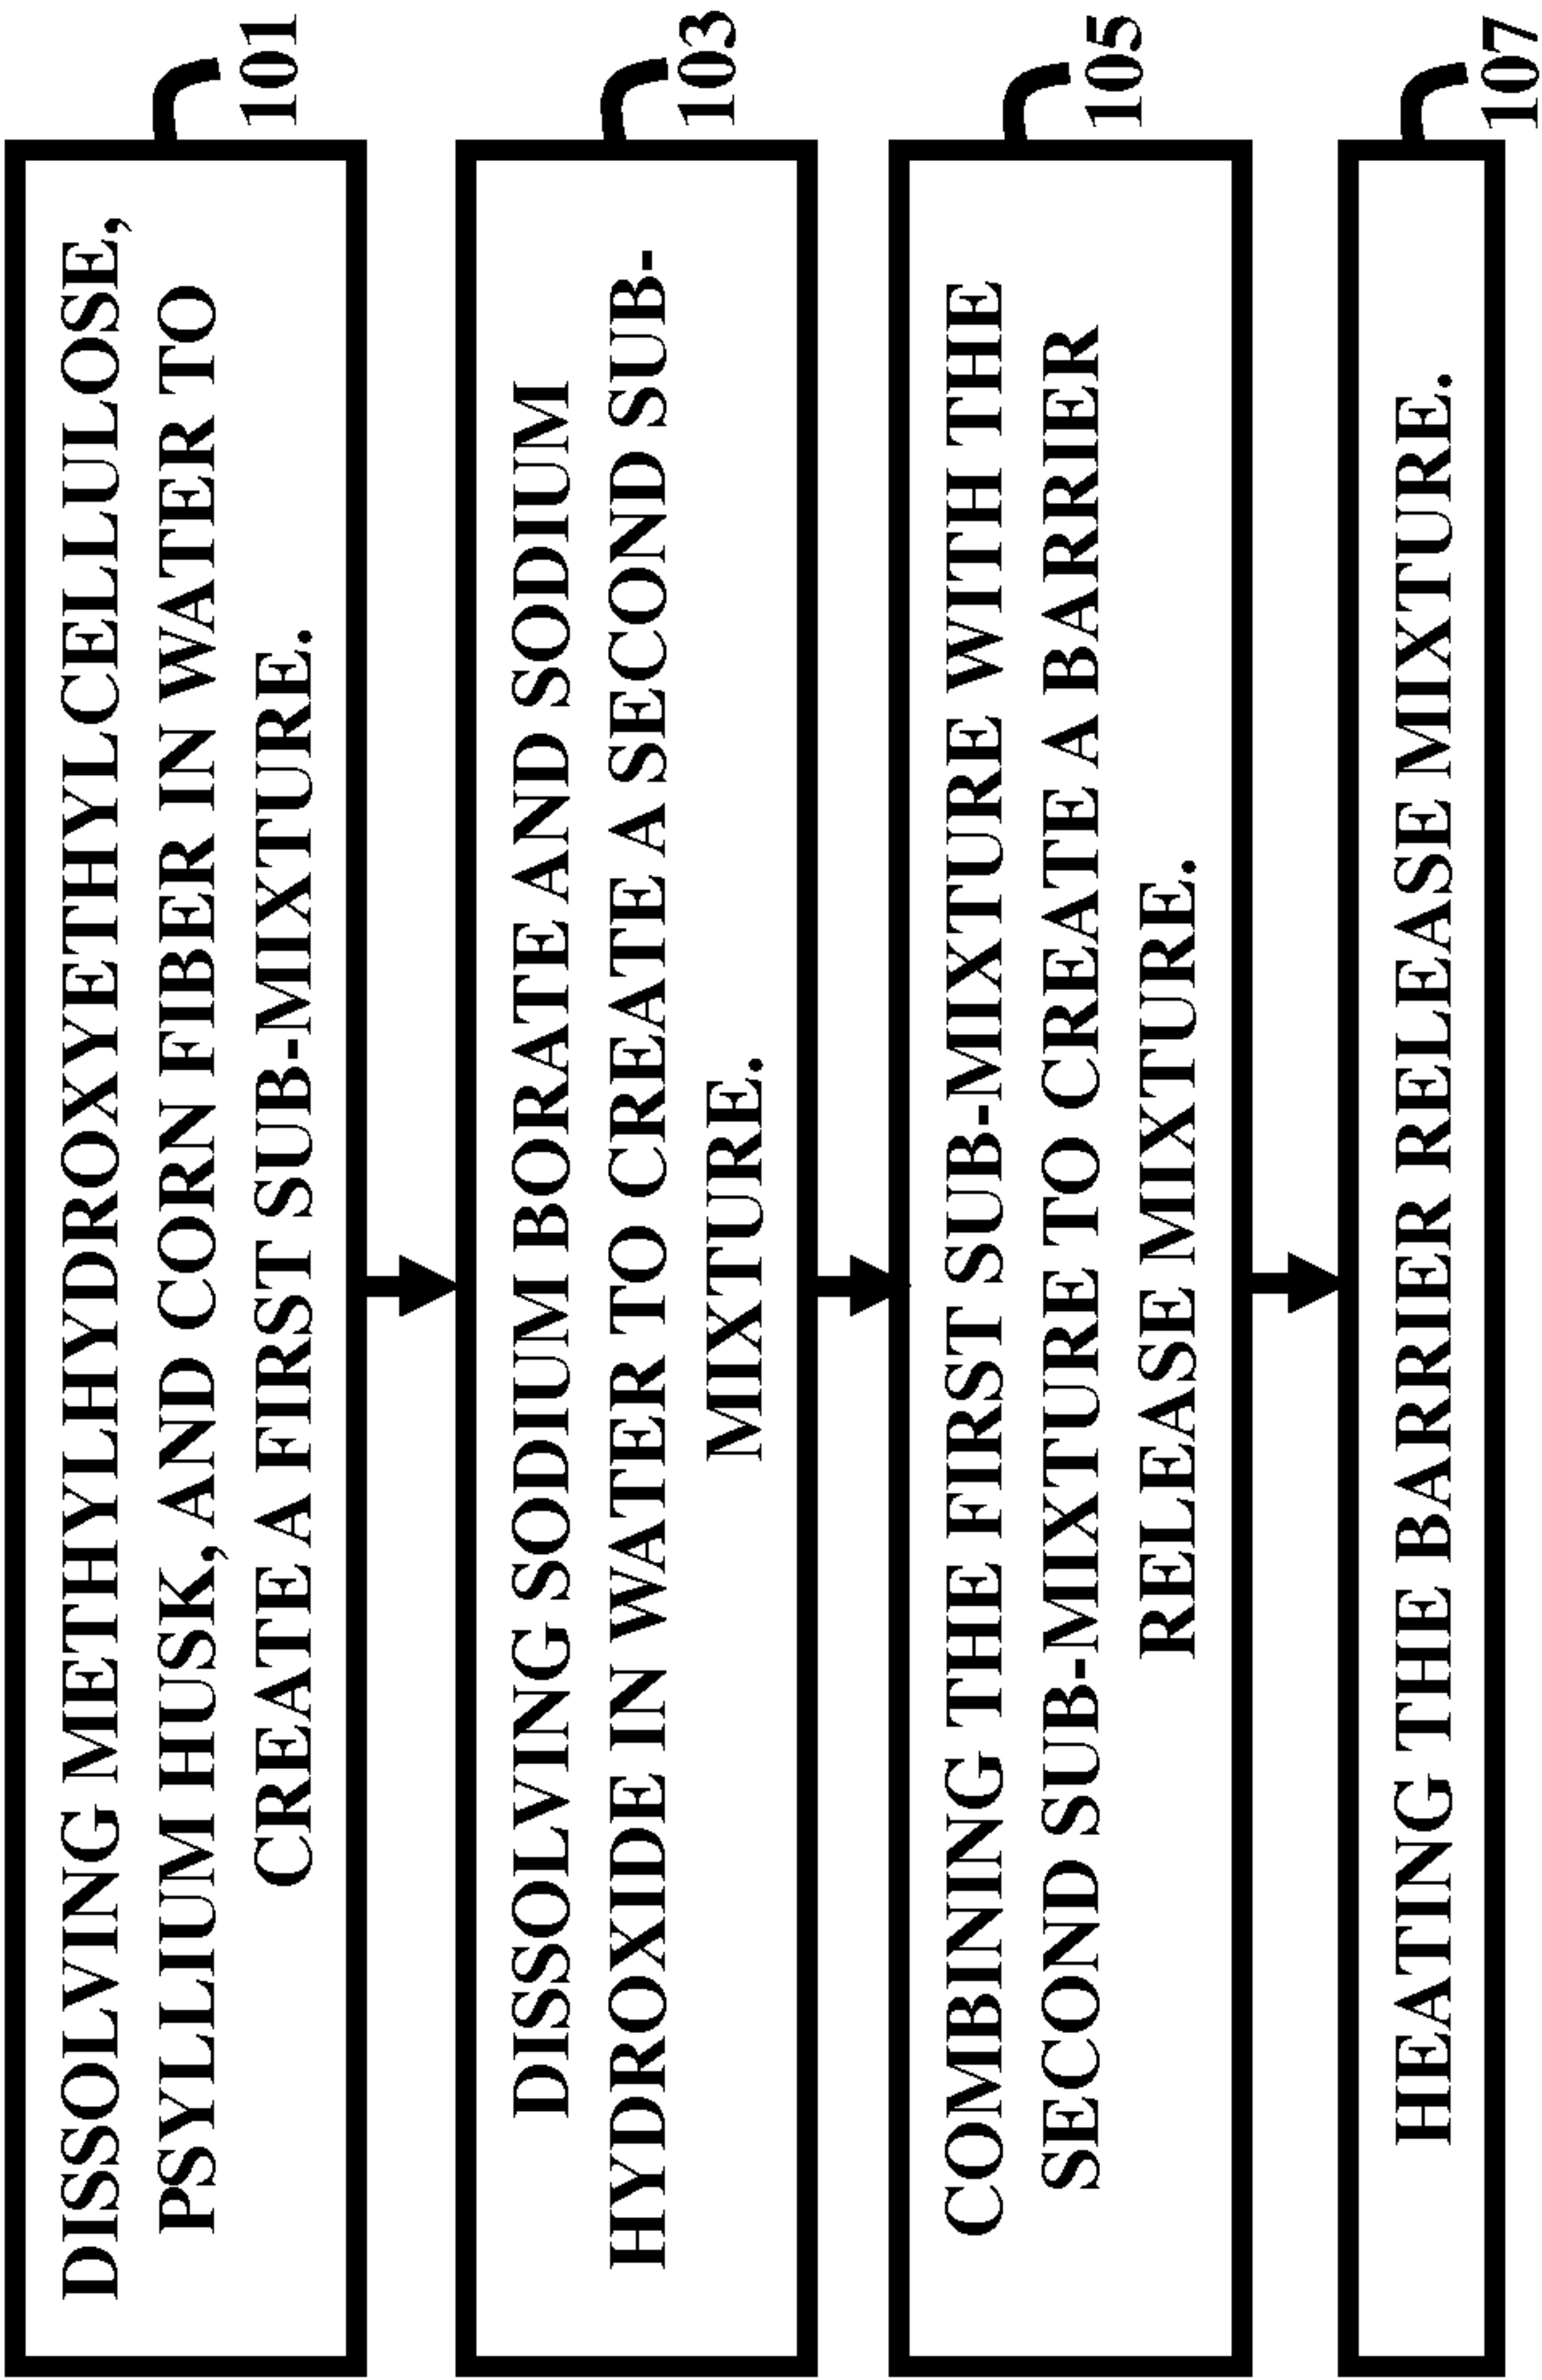 DISSOLVING METHYLHYDROXYETHYLCELLULOSE,
PSYLLIUM HUSK, AND CORN FIBER IN WATER TO
CREATE A FIRST SUB-MIXTURE.
101
DISSOLVING SODIUM BORATE AND SODIUM
HYDROXIDE IN WATER TO CREATE A SECOND SUB-
MIXTURE.
103
COMBINING THE FIRST SUB-MIXTURE WITH THE
SECOND SUB-MIXTURE TO CREATE A BARRIER
RELEASE MIXTURE.
105
HEATING THE BARRIER RELEASE MIXTURE.
107